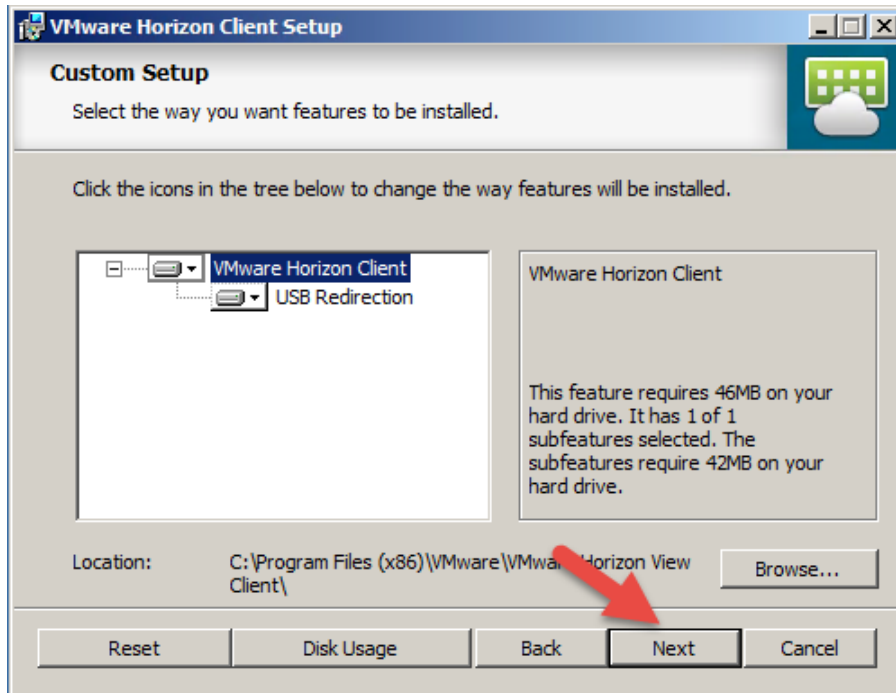 VMware Horizon Client Setup
Custom Setup
Select the way you want features to be installed.
Click the icons in the tree below to change the way features will be installed.
VMware Horizon Client
USB Redirection
VMware Horizon Client
This feature requires 46MB on your
hard drive. It has 1 of 1
subfeatures selected. The
subfeatures require 42MB on your
hard drive.
Location: C:\Program Files (x86)\VMware\VMwa Horizon View
Client\
Browse...
Reset Disk Usage Back Next Cancel